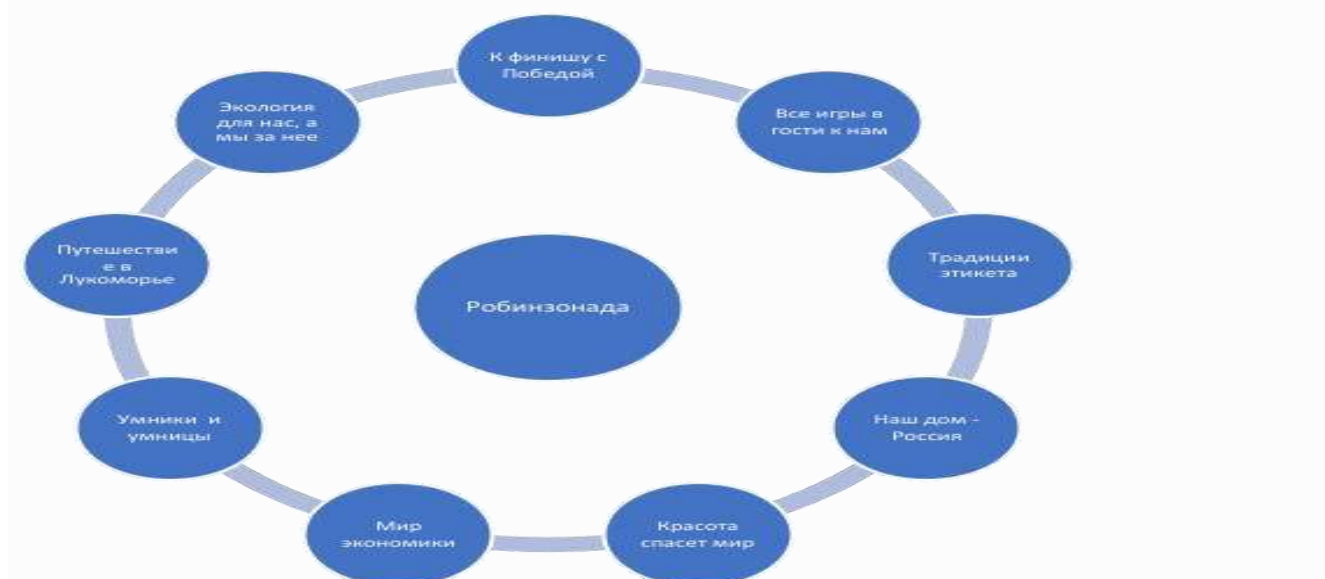 К финишу с
Победой
Все игры в
гости к нам
Традиции
этикета
Наш дом -
Россия
Красота
спасет мир
Мир
экономики
Умники и
умницы
Путешестви
е в
Лукоморье
Экология
для нас, а
мы за нее
Робинзонада